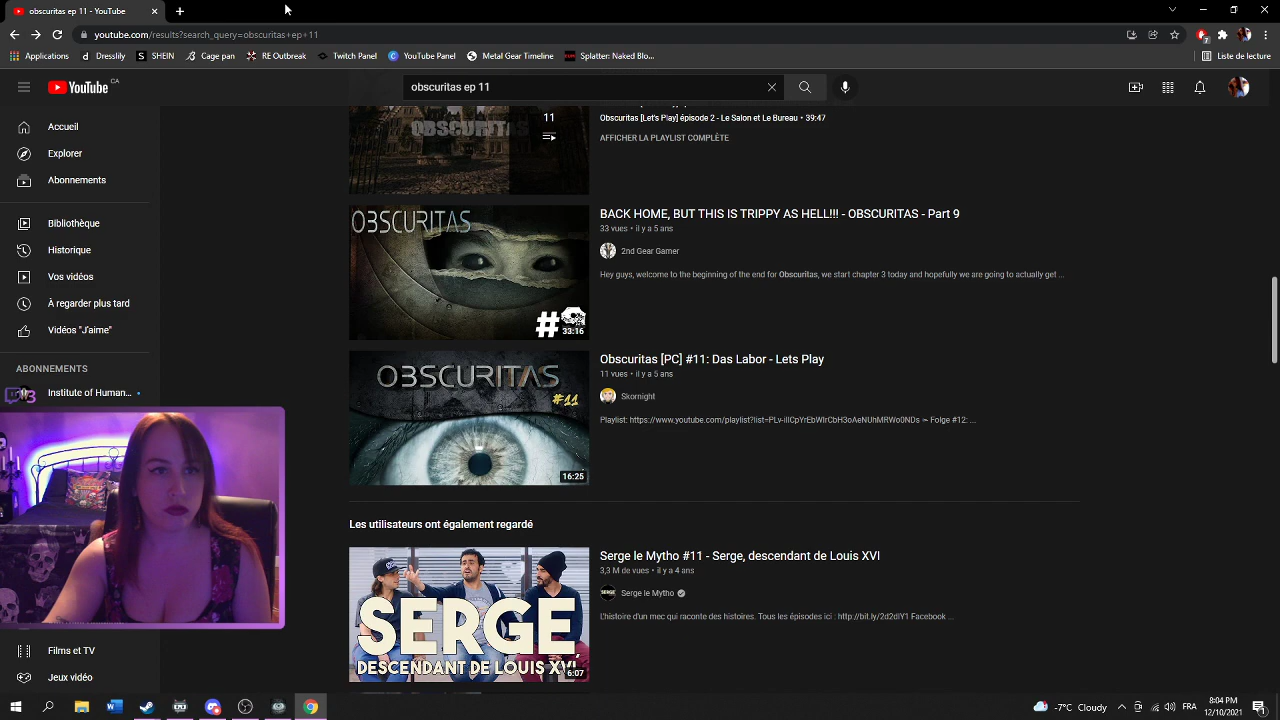 obscuritas ep 11 - YouTube
youtube.com/results?search_query=obscuritas+ep+11
Applications
Dresslily
SHEIN
Cage pan
RE Outbreak
Twitch Panel
YouTube Panel
Metal Gear Timeline
Splatter: Naked Blo...
Liste de lecture
YouTube CA
obscuritas ep 11
Accueil
Explorer
Abonnements
Bibliothèque
Historique
Vos vidéos
À regarder plus tard
Vidéos "J'aime"
ABONNEMENTS
Institute of Human...
3
Films et TV
Jeux vidéo
OBSCURITAS
11
Obscuritas [Let's Play] épisode 2 - Le Salon et Le Bureau • 39:47
AFFICHER LA PLAYLIST COMPLÈTE
OBSCURITAS
#
33:16
BACK HOME, BUT THIS IS TRIPPY AS HELL!!! - OBSCURITAS - Part 9
33 vues • il y a 5 ans
2nd Gear Gamer
Hey guys, welcome to the beginning of the end for Obscuritas, we start chapter 3 today and hopefully we are going to actually get ...
OBSCURITAS
#11
16:25
Obscuritas [PC] #11: Das Labor - Lets Play
11 vues • il y a 5 ans
Skornight
Folge #12: ...
Les utilisateurs ont également regardé
SERGE
DESCENDANT DE LOUIS XVI
6:07
Serge le Mytho #11 - Serge, descendant de Louis XVI
3,3 M de vues • il y a 4 ans
SERGE
Serge le Mytho
L'histoire d'un mec qui raconte des histoires. Tous les épisodes ici : http://bit.ly/2d2dIY1 Facebook ...
-7°C Cloudy
FRA
8:04 PM
12/10/2021